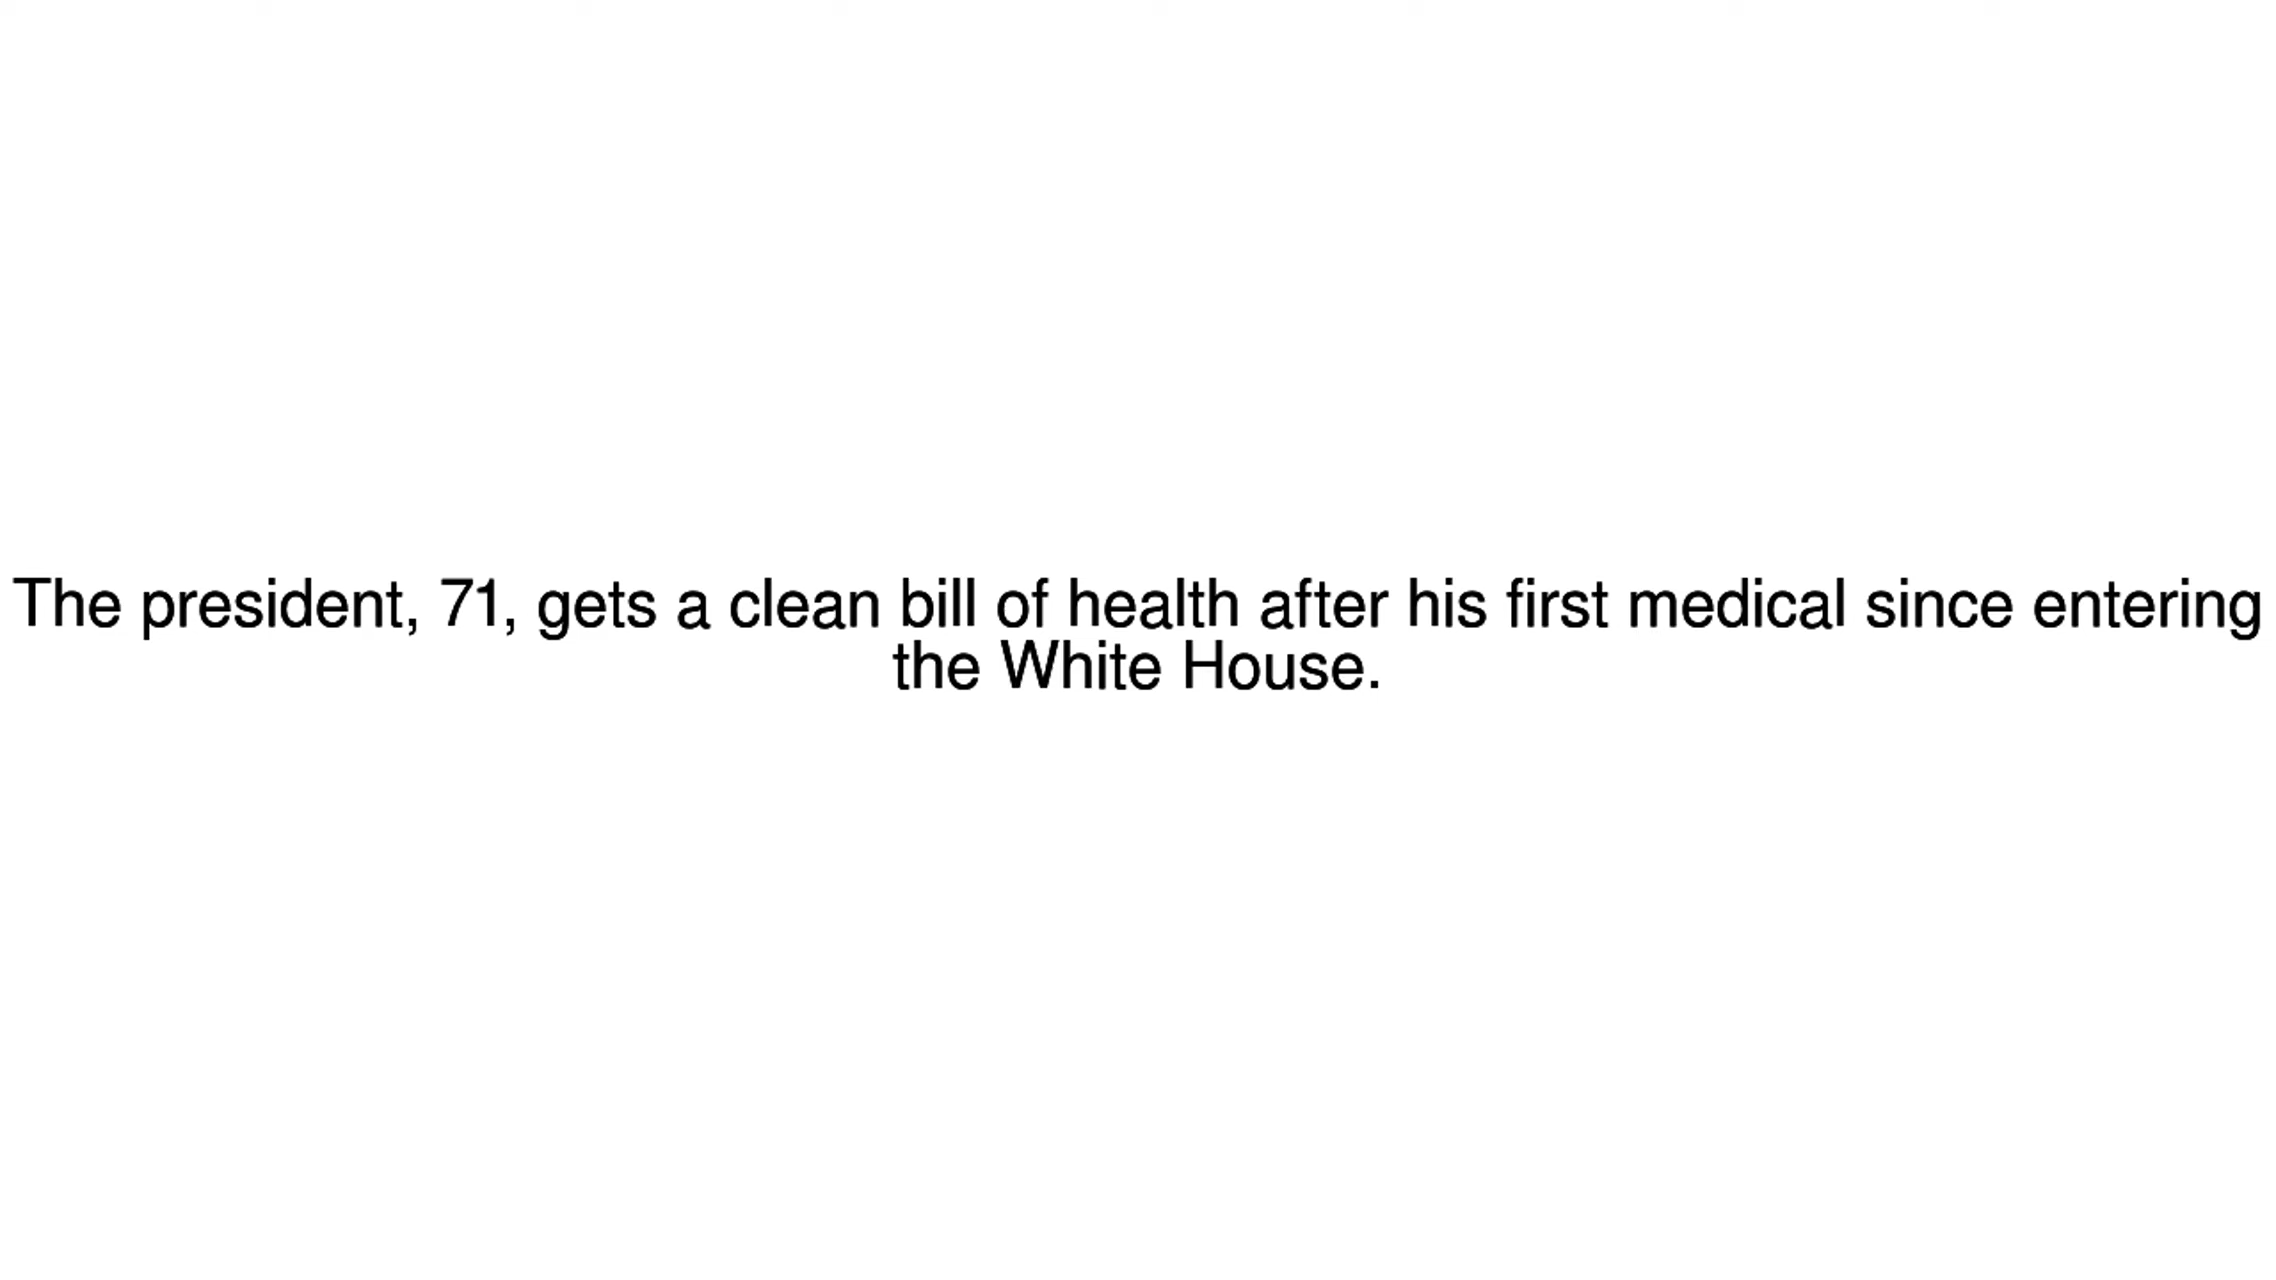 The president, 71, gets a clean bill of health after his first medical since entering
the White House.